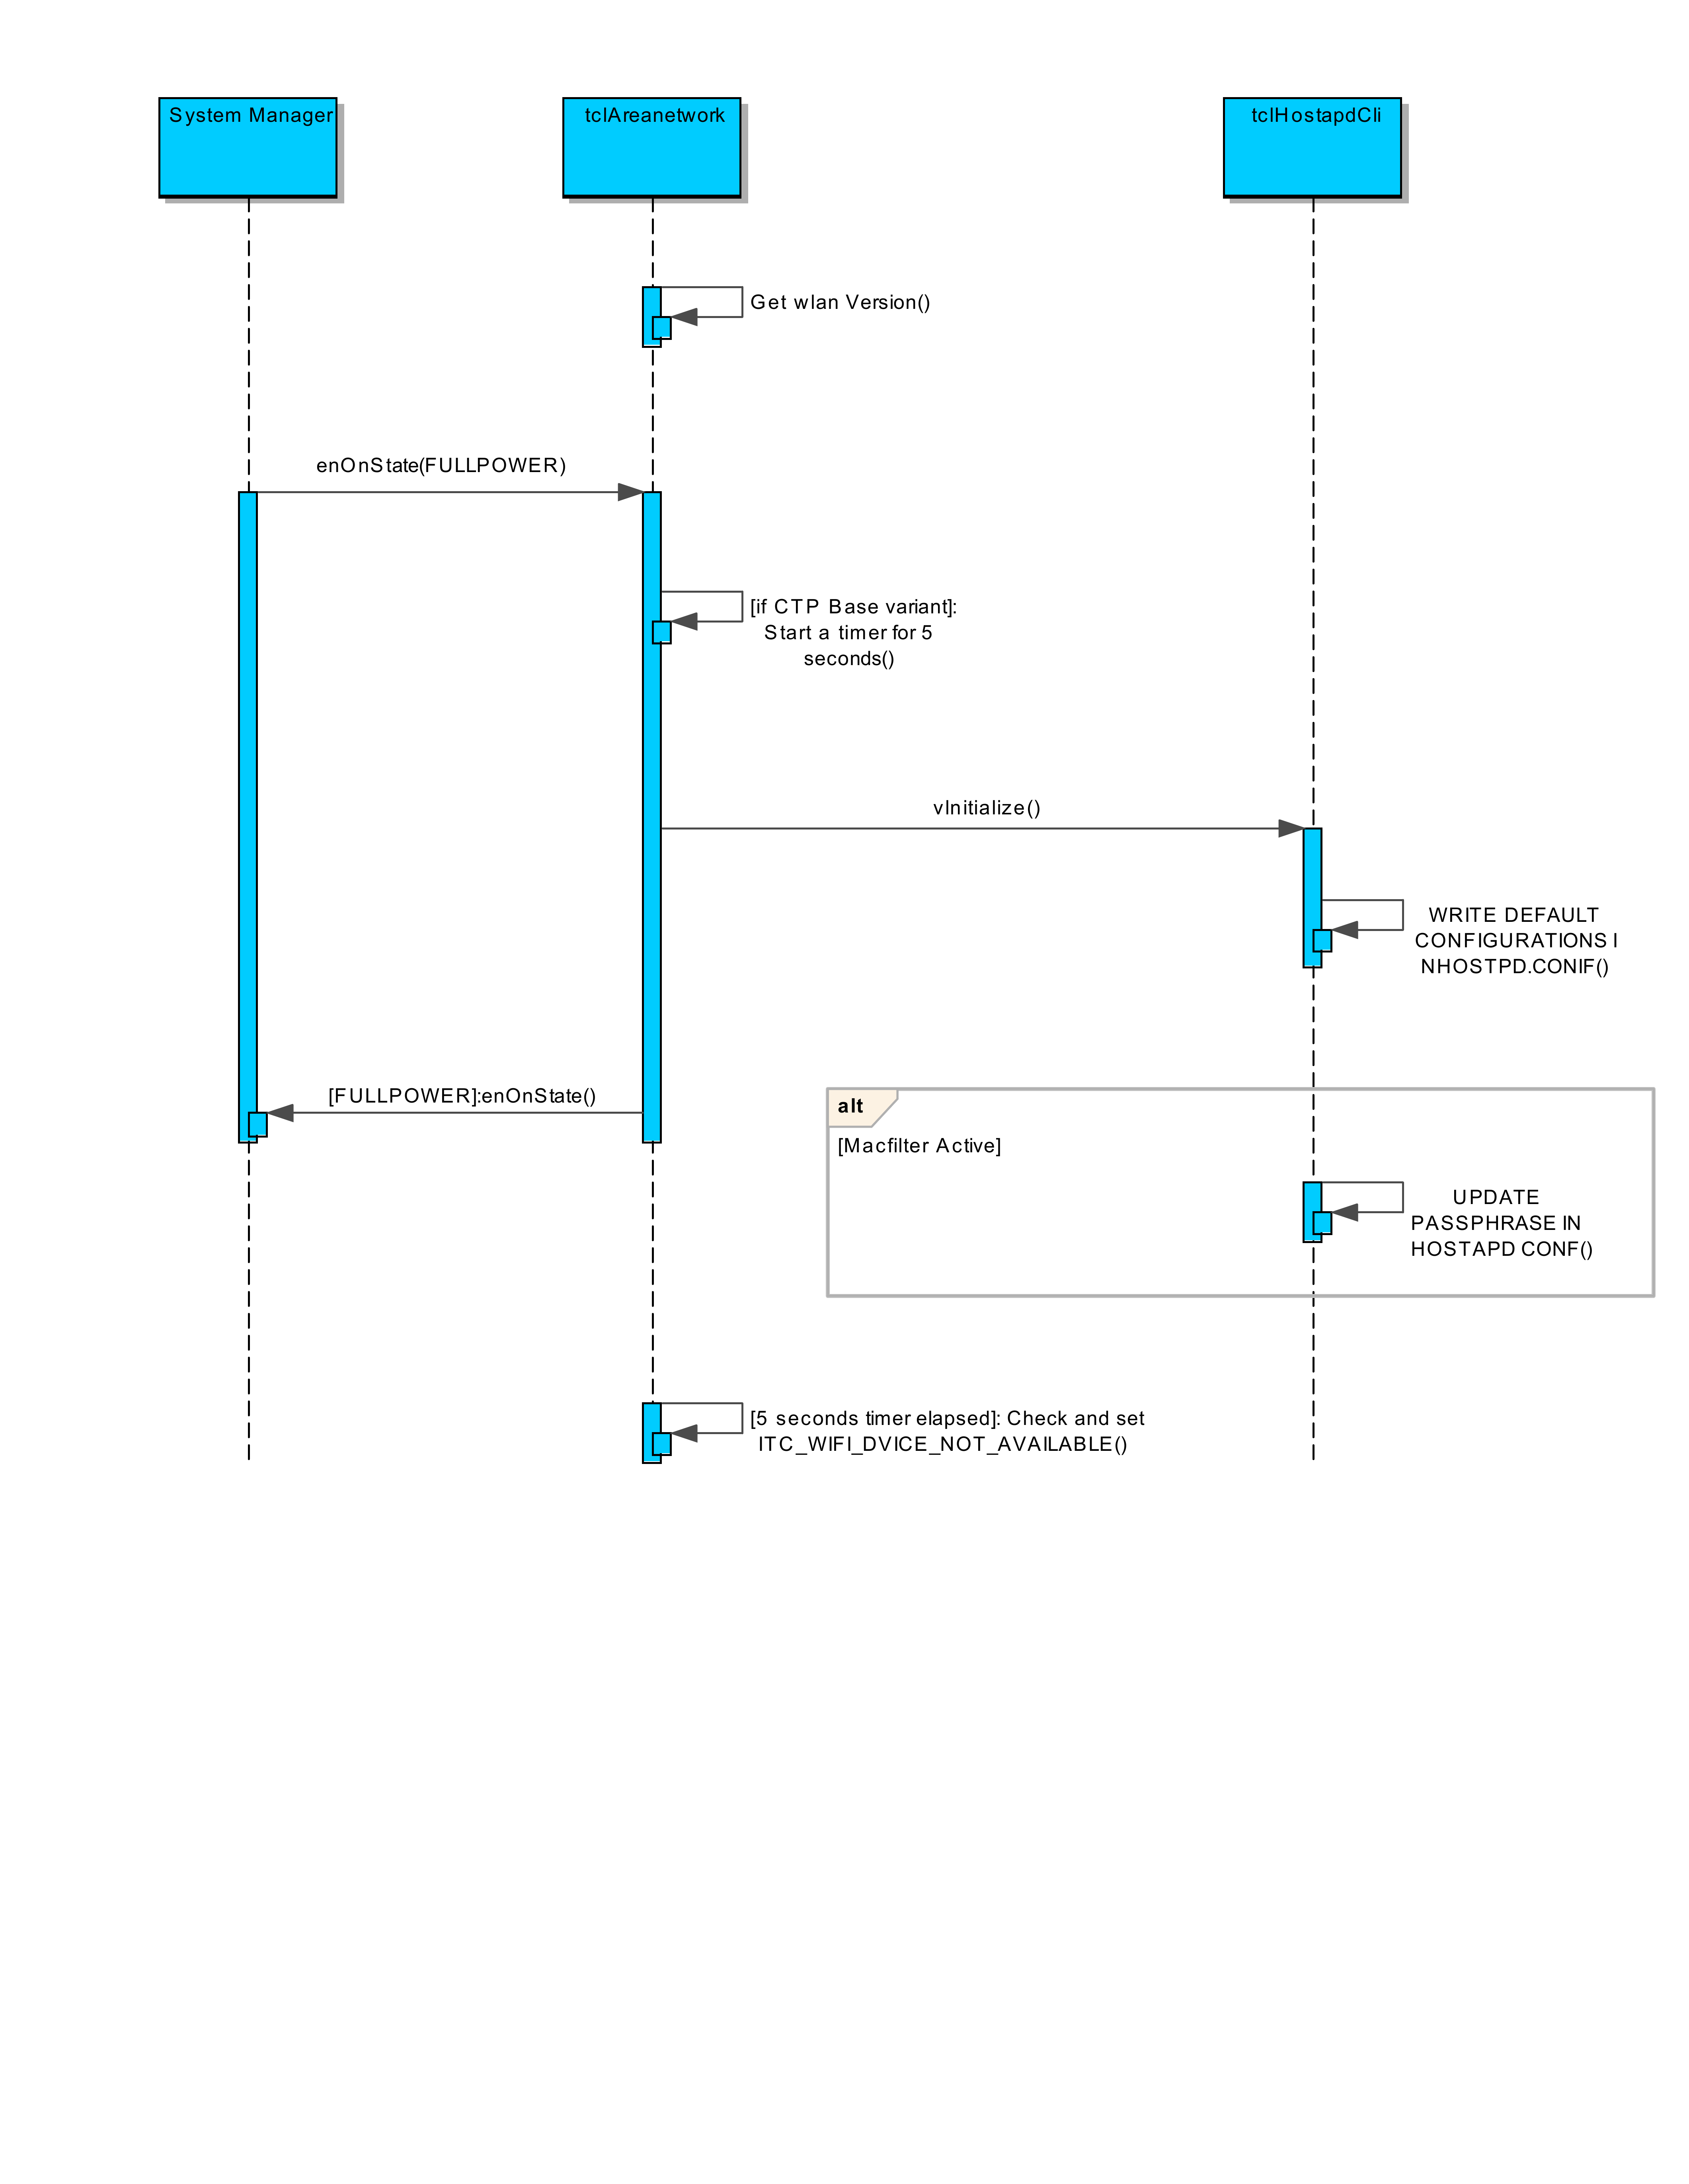 System Manager
tclAreanetwork
tclHostapdCli
Get wlan Version()
enOnState(FULLPOWER)
[if CTP Base variant]:
Start a timer for 5
seconds()
vInitialize()
WRITE DEFAULT
CONFIGURATIONS I
NHOSTPD.CONIF()
[FULLPOWER]:enOnState()
alt
[Macfilter Active]
UPDATE
PASSPHRASE IN
HOSTAPD CONF()
[5 seconds timer elapsed]: Check and set
ITC_WIFI_DVICE_NOT_AVAILABLE()